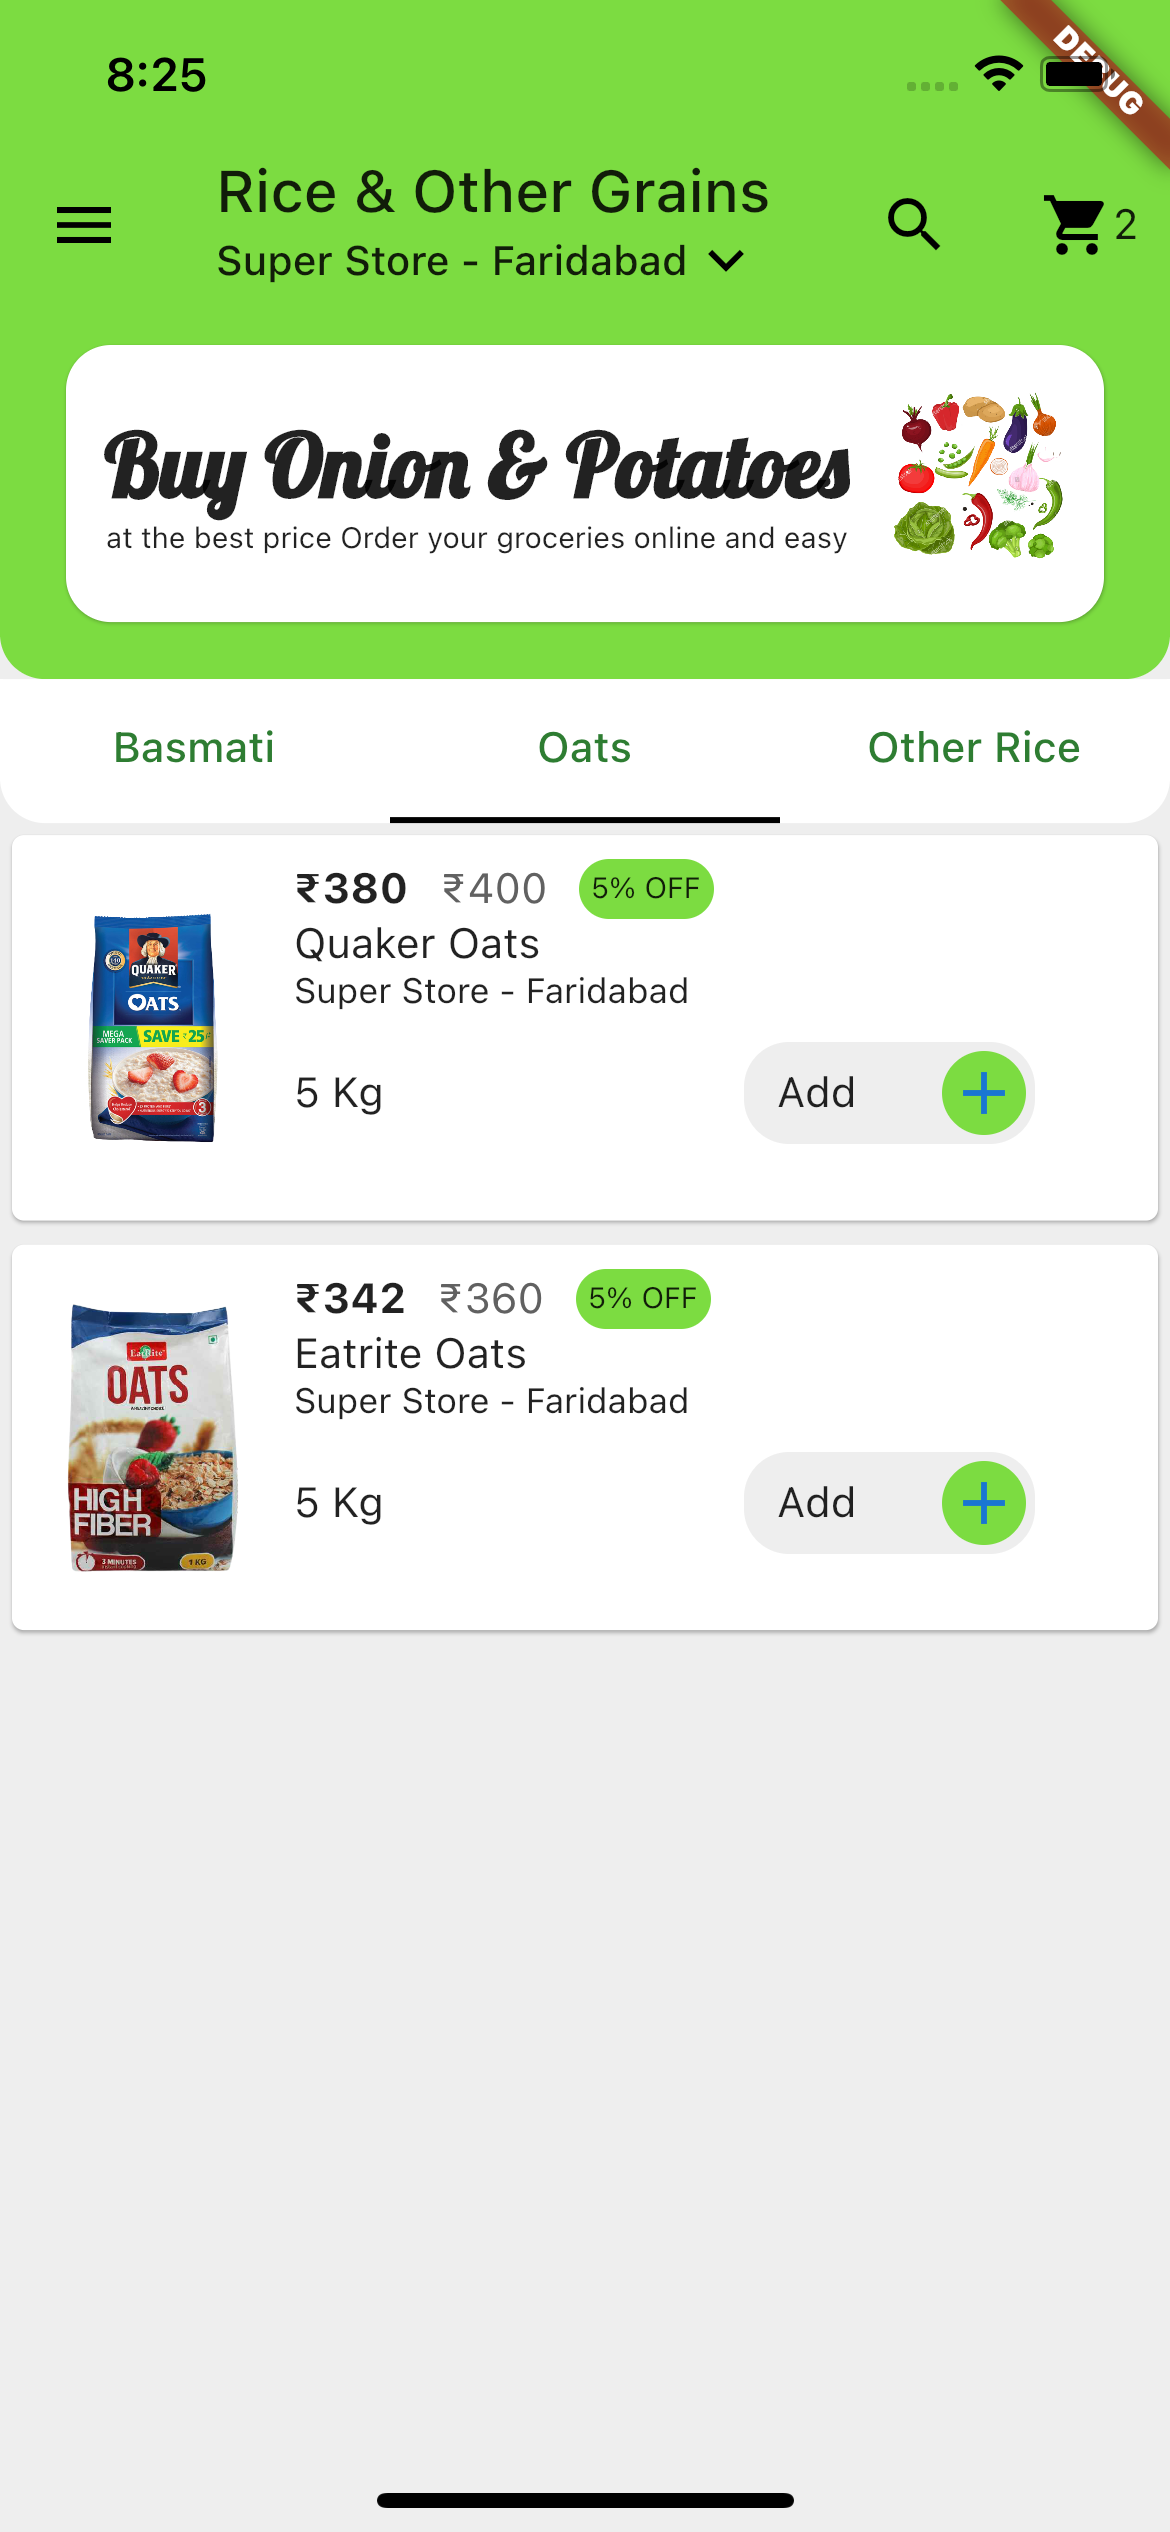 8:25
DEBUG
Rice & Other Grains
2
Super Store - Faridabad
Buy Onion & Potatoes
at the best price Order your groceries online and easy
Basmati
Oats
Other Rice
₹380 ₹400 5% OFF
Quaker Oats
Super Store - Faridabad
5 Kg
Add
QUAKER
OATS
MEGA
SAVER PACK
SAVE ₹25
3
₹342 ₹360 5% OFF
Eatrite Oats
Super Store - Faridabad
5 Kg
Add
EatRite
OATS
HIGH
FIBER
3 MINUTES
1 KG